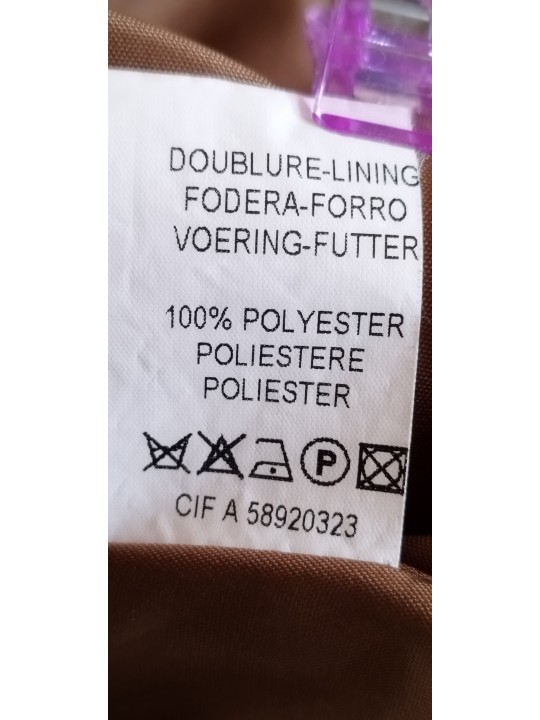 DOUBLURE-LINING
FODERA-FORRO
VOERING-FUTTER
100% POLYESTER
POLIESTERE
POLIESTER
P
CIF A 58920323